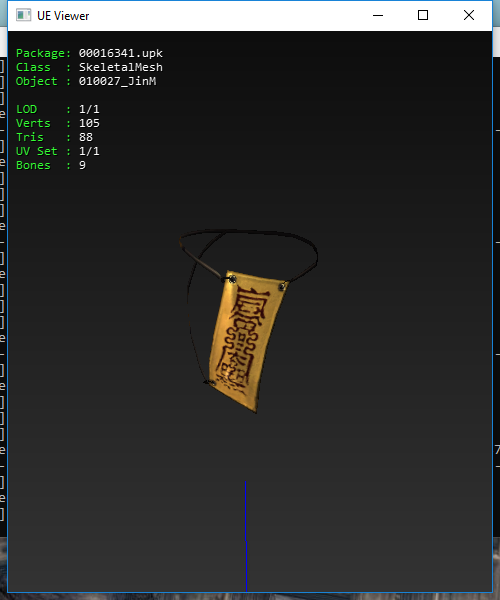 UE Viewer
Package: 00016341.upk
Class : SkeletalMesh
Object : 010027_JinM
LOD : 1/1
Verts : 105
Tris : 88
UV Set : 1/1
Bones : 9